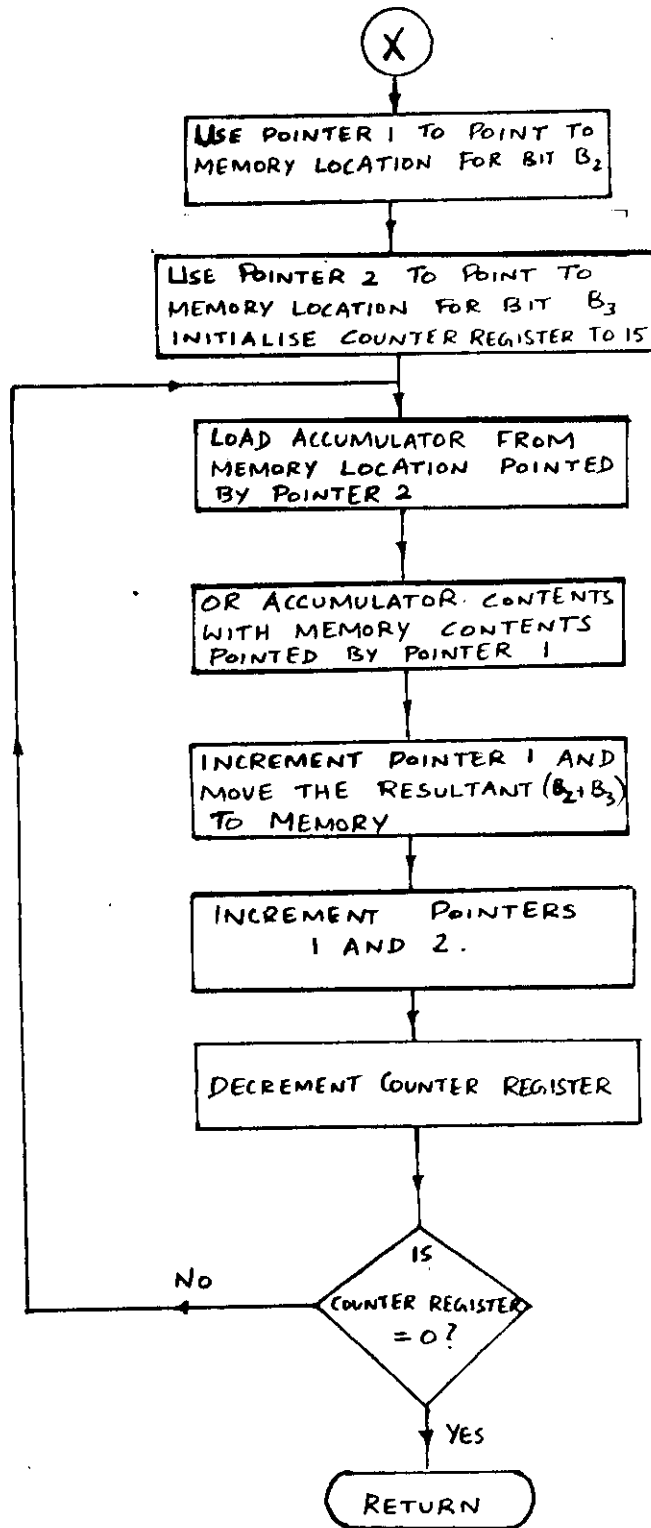 X
USE POINTER 1 TO POINT TO
MEMORY LOCATION FOR BIT B₂
USE POINTER 2 TO POINT TO
MEMORY LOCATION FOR BIT B₃
INITIALISE COUNTER REGISTER TO 15
LOAD ACCUMULATOR FROM
MEMORY LOCATION POINTED
BY POINTER 2
OR ACCUMULATOR. CONTENTS
WITH MEMORY CONTENTS
POINTED BY POINTER 1
INCREMENT POINTER 1 AND
MOVE THE RESULTANT (B₂+B₃)
TO MEMORY
INCREMENT POINTERS
1 AND 2.
DECREMENT COUNTER REGISTER
IS
COUNTER REGISTER
= 0?
NO
YES
RETURN